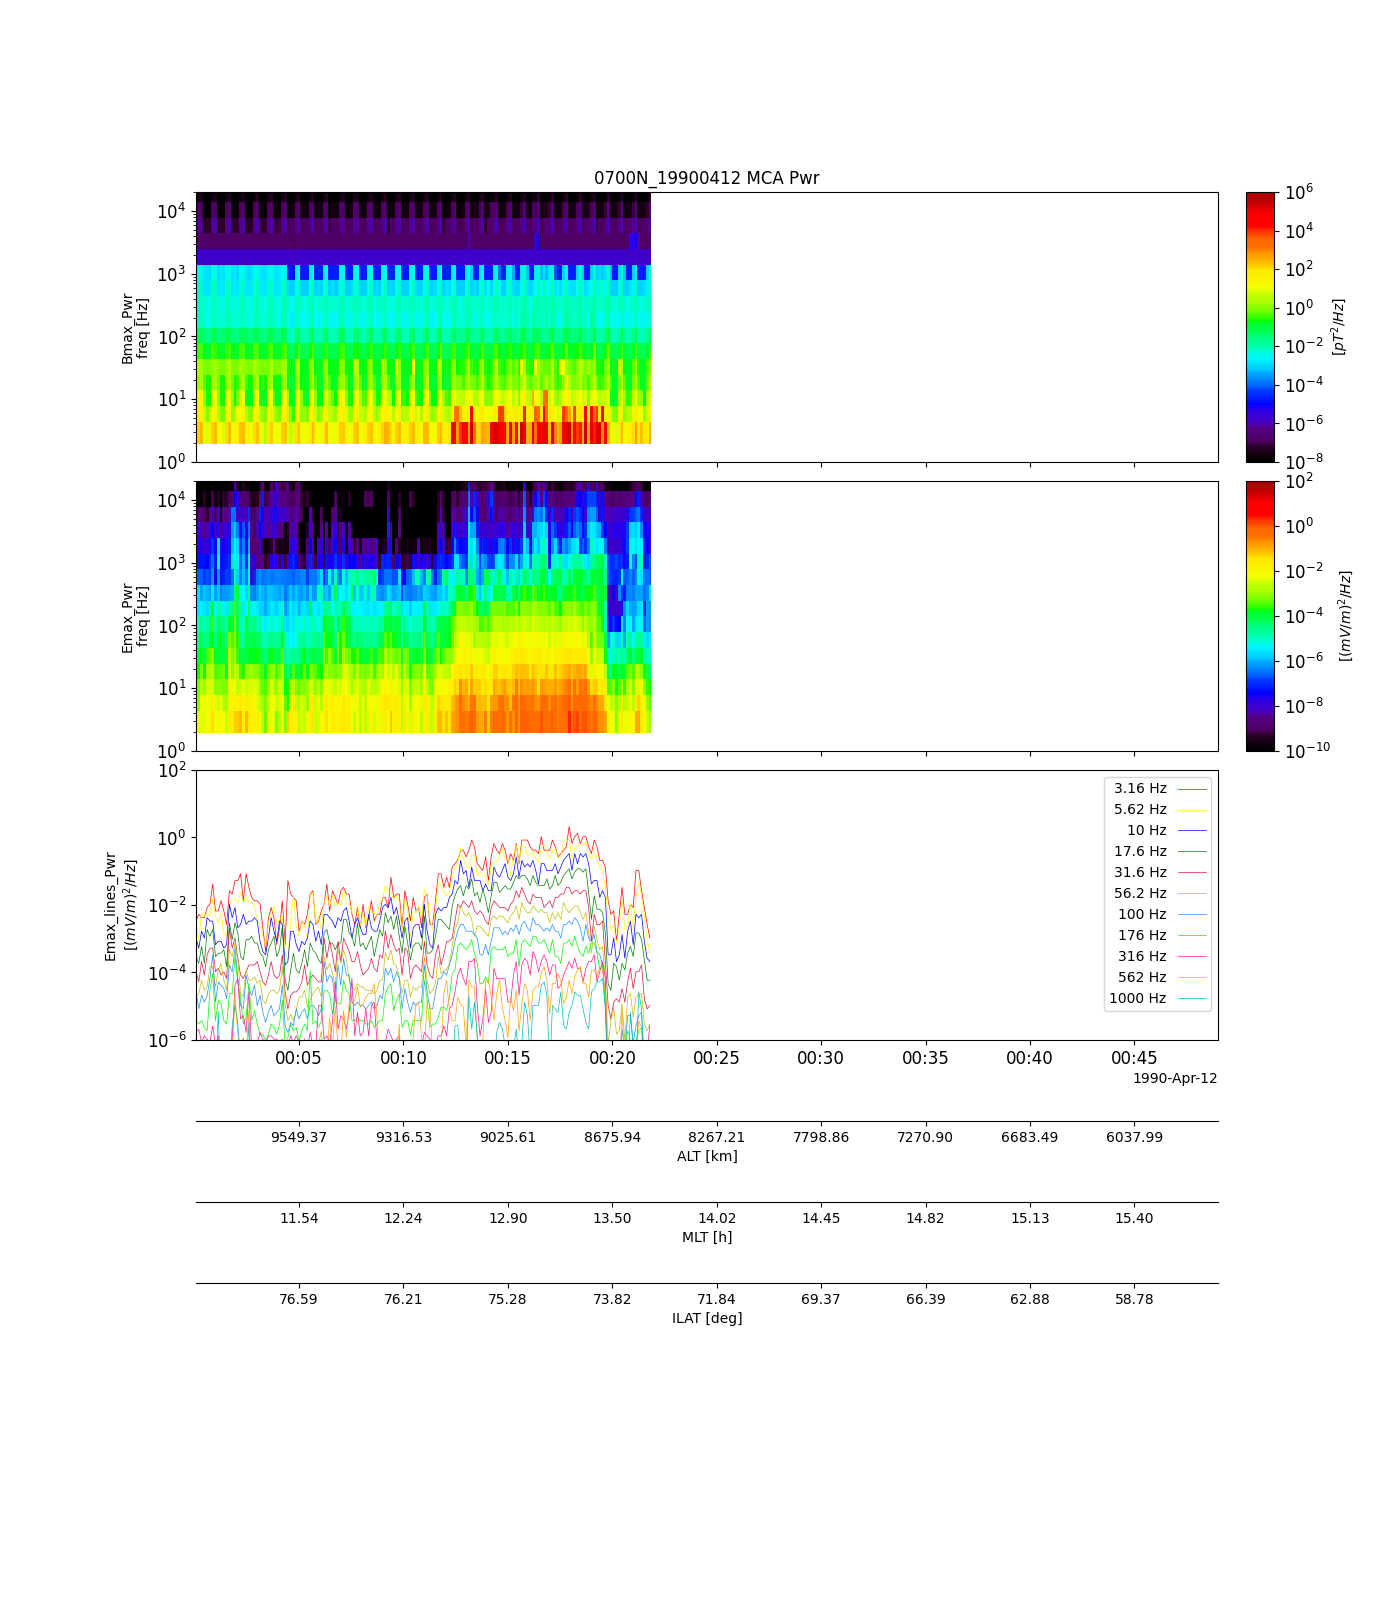 0700N_19900412 MCA Pwr
10^4
10^3
10^2
10^1
10^0
Bmax_Pwr
freq [Hz]
10^6
10^4
10^2
10^0
10^-2
10^-4
10^-6
10^-8
[pT^2/Hz]
10^4
10^3
10^2
10^1
10^0
Emax_Pwr
freq [Hz]
10^2
10^0
10^-2
10^-4
10^-6
10^-8
10^-10
[(mV/m)^2/Hz]
10^2
10^0
10^-2
10^-4
10^-6
Emax_lines_Pwr
[(mV/m)^2/Hz]
3.16 Hz
5.62 Hz
10 Hz
17.6 Hz
31.6 Hz
56.2 Hz
100 Hz
176 Hz
316 Hz
562 Hz
1000 Hz
00:05 00:10 00:15 00:20 00:25 00:30 00:35 00:40 00:45
1990-Apr-12
9549.37 9316.53 9025.61 8675.94 8267.21 7798.86 7270.90 6683.49 6037.99
ALT [km]
11.54 12.24 12.90 13.50 14.02 14.45 14.82 15.13 15.40
MLT [h]
76.59 76.21 75.28 73.82 71.84 69.37 66.39 62.88 58.78
ILAT [deg]